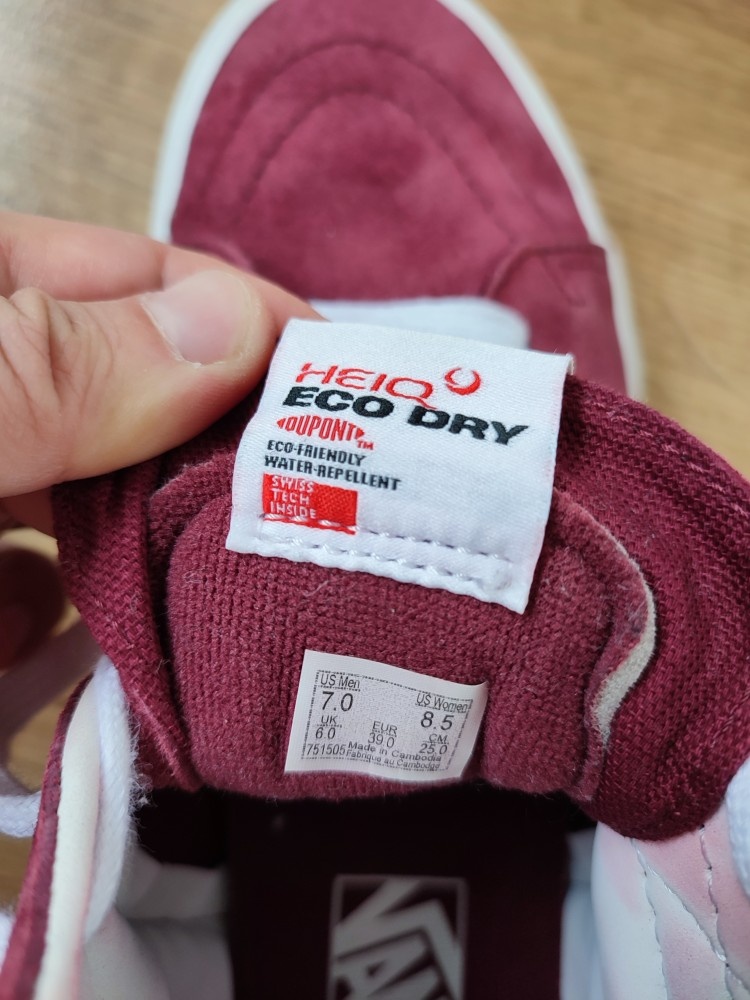 HEIQ
ECO DRY
DUPONT™
ECO-FRIENDLY
WATER-REPELLENT
SWISS
TECH
INSIDE
US Men US Women
7.0 8.5
UK EUR CM
6.0 39.0 25.0
751505 Made in Cambodia
Fabriqué au Cambodge
VANS